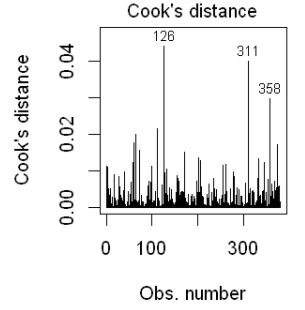 Cook's distance
126
311
358
Cook's distance
0.00 0.02 0.04
0 100 300
Obs. number